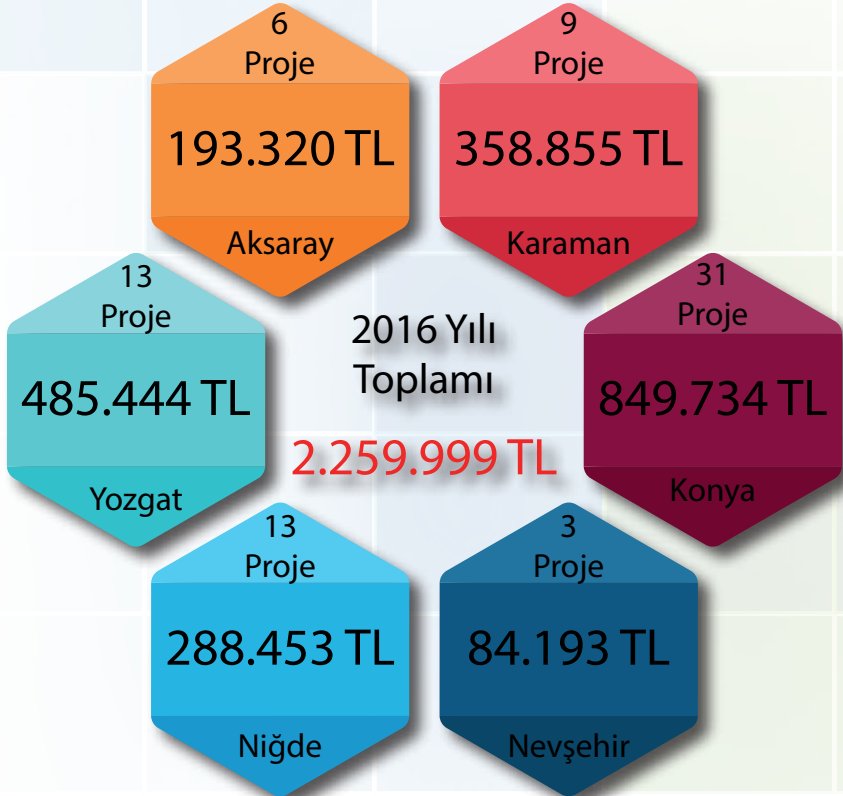 6
Proje
193.320 TL
Aksaray
9
Proje
358.855 TL
Karaman
13
Proje
485.444 TL
Yozgat
2016 Yılı
Toplamı
2.259.999 TL
31
Proje
849.734 TL
Konya
13
Proje
288.453 TL
Niğde
3
Proje
84.193 TL
Nevşehir